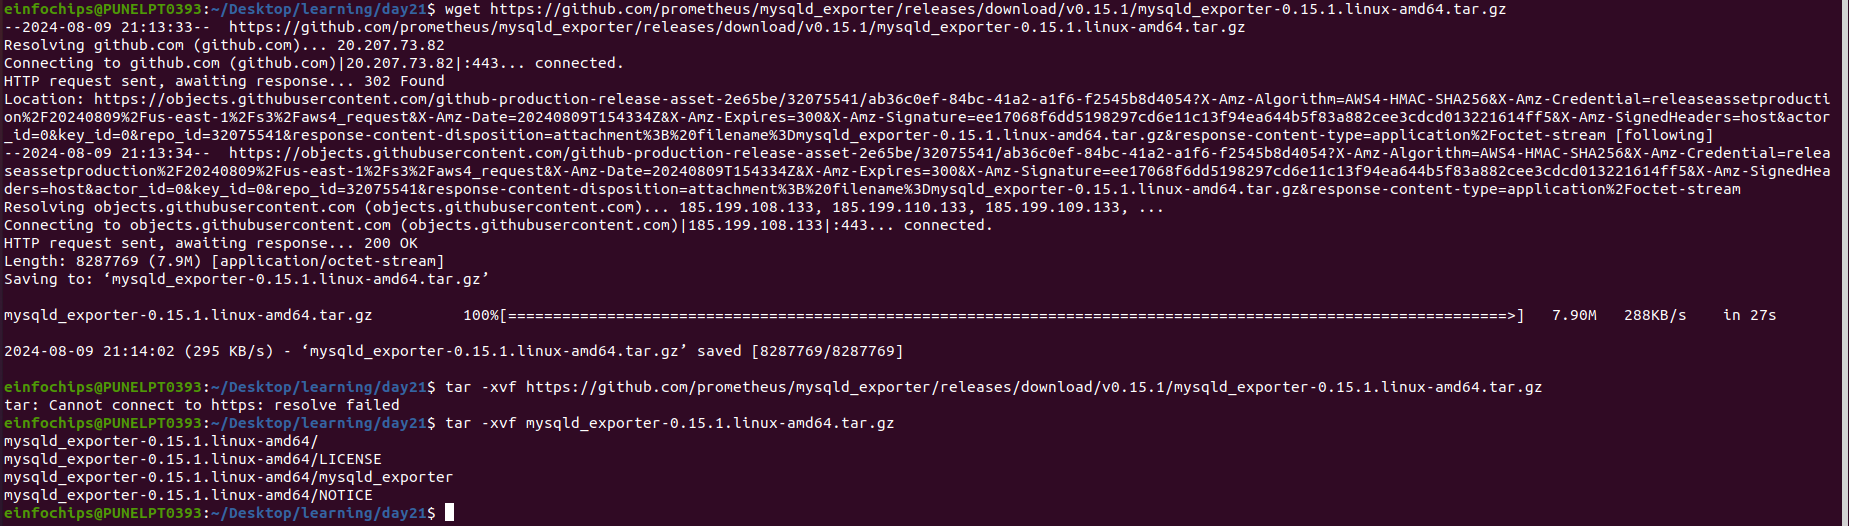 einfochips@PUNELPT0393:~/Desktop/learning/day21$ wget https://github.com/prometheus/mysqld_exporter/releases/download/v0.15.1/mysqld_exporter-0.15.1.linux-amd64.tar.gz
--2024-08-09 21:13:33--  https://github.com/prometheus/mysqld_exporter/releases/download/v0.15.1/mysqld_exporter-0.15.1.linux-amd64.tar.gz
Resolving github.com (github.com)... 20.207.73.82
Connecting to github.com (github.com)|20.207.73.82|:443... connected.
HTTP request sent, awaiting response... 302 Found
Location: https://objects.githubusercontent.com/github-production-release-asset-2e65be/32075541/ab36c0ef-84bc-41a2-a1f6-f2545b8d4054?X-Amz-Algorithm=AWS4-HMAC-SHA256&X-Amz-Credential=releaseassetproducti
on%2F20240809%2Fus-east-1%2Fs3%2Faws4_request&X-Amz-Date=20240809T154334Z&X-Amz-Expires=300&X-Amz-Signature=ee17068f6dd5198297cd6e11c13f94ea644b5f83a882cee3cdcd013221614ff5&X-Amz-SignedHeaders=host&actor
_id=0&key_id=0&repo_id=32075541&response-content-disposition=attachment%3B%20filename%3Dmysqld_exporter-0.15.1.linux-amd64.tar.gz&response-content-type=application%2Foctet-stream [following]
--2024-08-09 21:13:34--  https://objects.githubusercontent.com/github-production-release-asset-2e65be/32075541/ab36c0ef-84bc-41a2-a1f6-f2545b8d4054?X-Amz-Algorithm=AWS4-HMAC-SHA256&X-Amz-Credential=relea
seassetproduction%2F20240809%2Fus-east-1%2Fs3%2Faws4_request&X-Amz-Date=20240809T154334Z&X-Amz-Expires=300&X-Amz-Signature=ee17068f6dd5198297cd6e11c13f94ea644b5f83a882cee3cdcd013221614ff5&X-Amz-SignedHea
ders=host&actor_id=0&key_id=0&repo_id=32075541&response-content-disposition=attachment%3B%20filename%3Dmysqld_exporter-0.15.1.linux-amd64.tar.gz&response-content-type=application%2Foctet-stream
Resolving objects.githubusercontent.com (objects.githubusercontent.com)... 185.199.108.133, 185.199.110.133, 185.199.109.133, ...
Connecting to objects.githubusercontent.com (objects.githubusercontent.com)|185.199.108.133|:443... connected.
HTTP request sent, awaiting response... 200 OK
Length: 8287769 (7.9M) [application/octet-stream]
Saving to: ‘mysqld_exporter-0.15.1.linux-amd64.tar.gz’
mysqld_exporter-0.15.1.linux-amd64.tar.gz          100%[===============================================================================================================>]   7.90M   288KB/s    in 27s
2024-08-09 21:14:02 (295 KB/s) - ‘mysqld_exporter-0.15.1.linux-amd64.tar.gz’ saved [8287769/8287769]
einfochips@PUNELPT0393:~/Desktop/learning/day21$ tar -xvf https://github.com/prometheus/mysqld_exporter/releases/download/v0.15.1/mysqld_exporter-0.15.1.linux-amd64.tar.gz
tar: Cannot connect to https: resolve failed
einfochips@PUNELPT0393:~/Desktop/learning/day21$ tar -xvf mysqld_exporter-0.15.1.linux-amd64.tar.gz
mysqld_exporter-0.15.1.linux-amd64/
mysqld_exporter-0.15.1.linux-amd64/LICENSE
mysqld_exporter-0.15.1.linux-amd64/mysqld_exporter
mysqld_exporter-0.15.1.linux-amd64/NOTICE
einfochips@PUNELPT0393:~/Desktop/learning/day21$